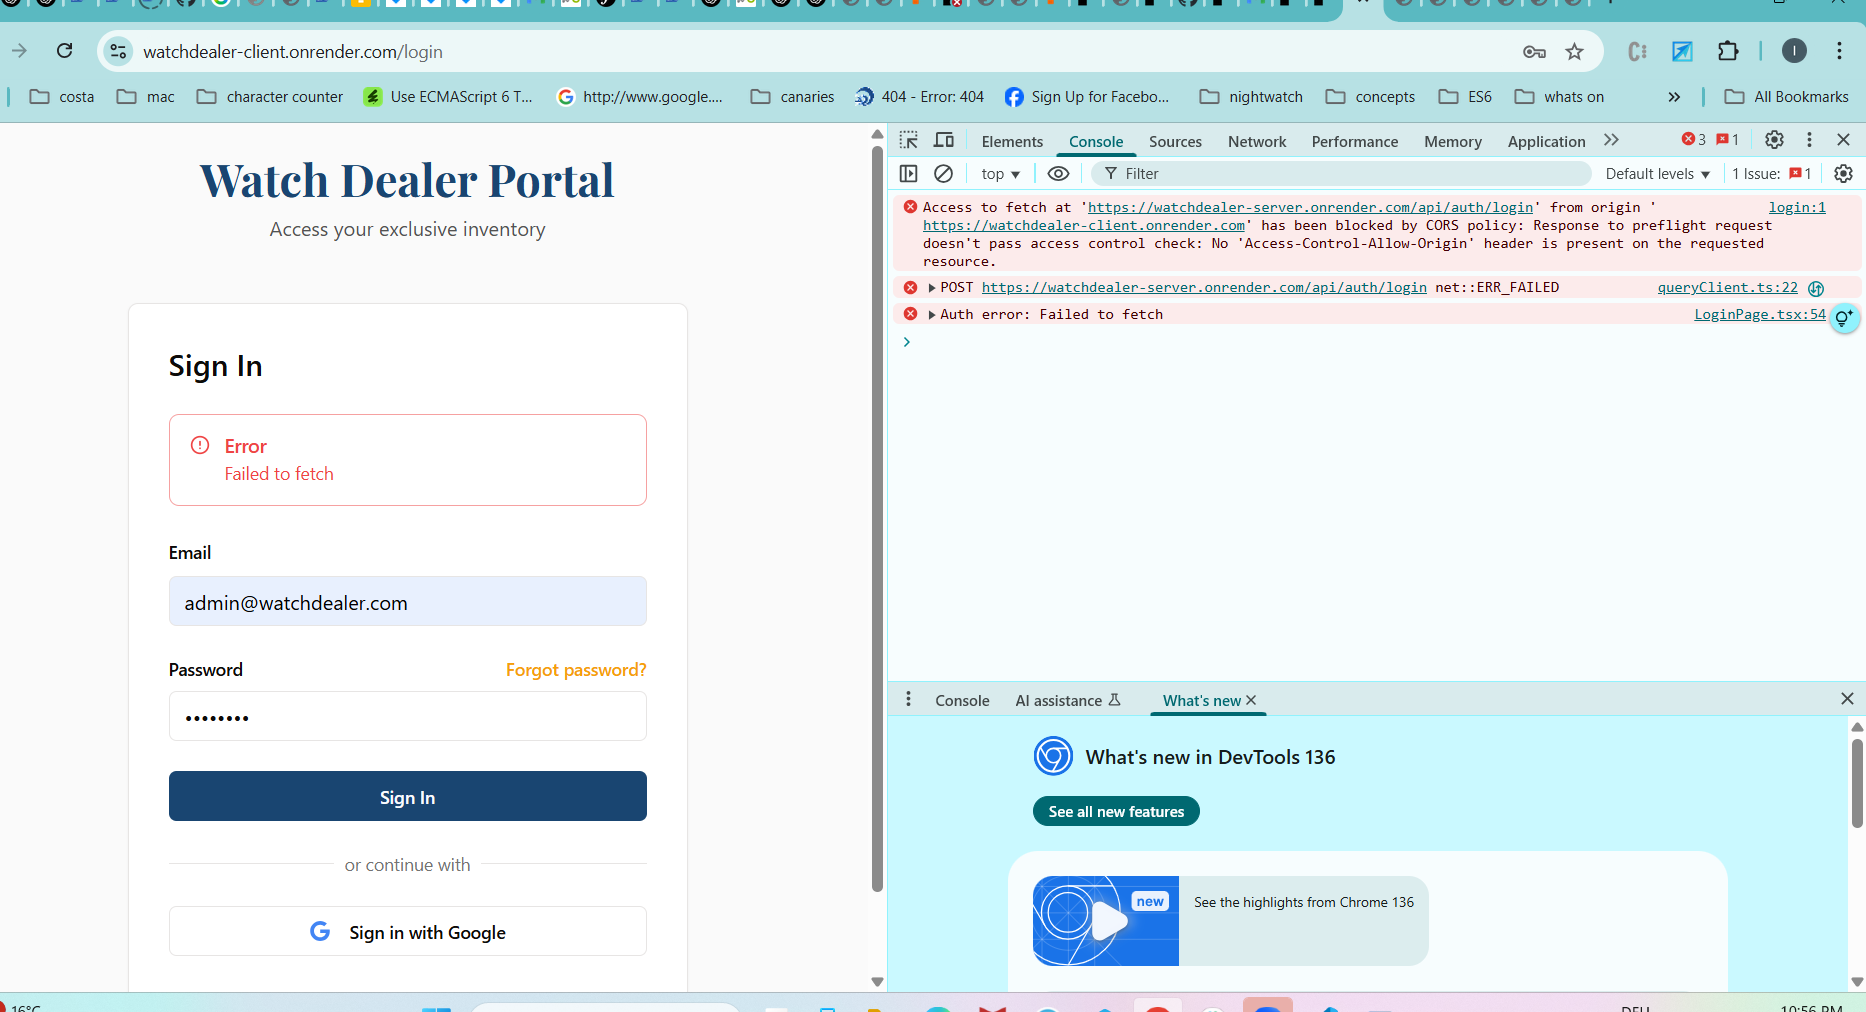 watchdealer-client.onrender.com/login
I
costa
mac
character counter
Use ECMAScript 6 T...
http://www.google....
canaries
404 - Error: 404
Sign Up for Facebo...
nightwatch
concepts
ES6
whats on
»
All Bookmarks
Watch Dealer Portal
Access your exclusive inventory
Sign In
Error
Failed to fetch
Email
admin@watchdealer.com
Password
Forgot password?
••••••••
Sign In
or continue with
Sign in with Google
Elements
Console
Sources
Network
Performance
Memory
Application
3
1
top
Filter
Default levels
1 Issue:
1
Access to fetch at 'https://watchdealer-server.onrender.com/api/auth/login' from origin '
login:1
https://watchdealer-client.onrender.com' has been blocked by CORS policy: Response to preflight request
doesn't pass access control check: No 'Access-Control-Allow-Origin' header is present on the requested
resource.
POST https://watchdealer-server.onrender.com/api/auth/login net::ERR_FAILED
queryClient.ts:22
Auth error: Failed to fetch
LoginPage.tsx:54
Console
AI assistance
What's new
What's new in DevTools 136
See all new features
new
See the highlights from Chrome 136
16°C
DEU
10:56 PM